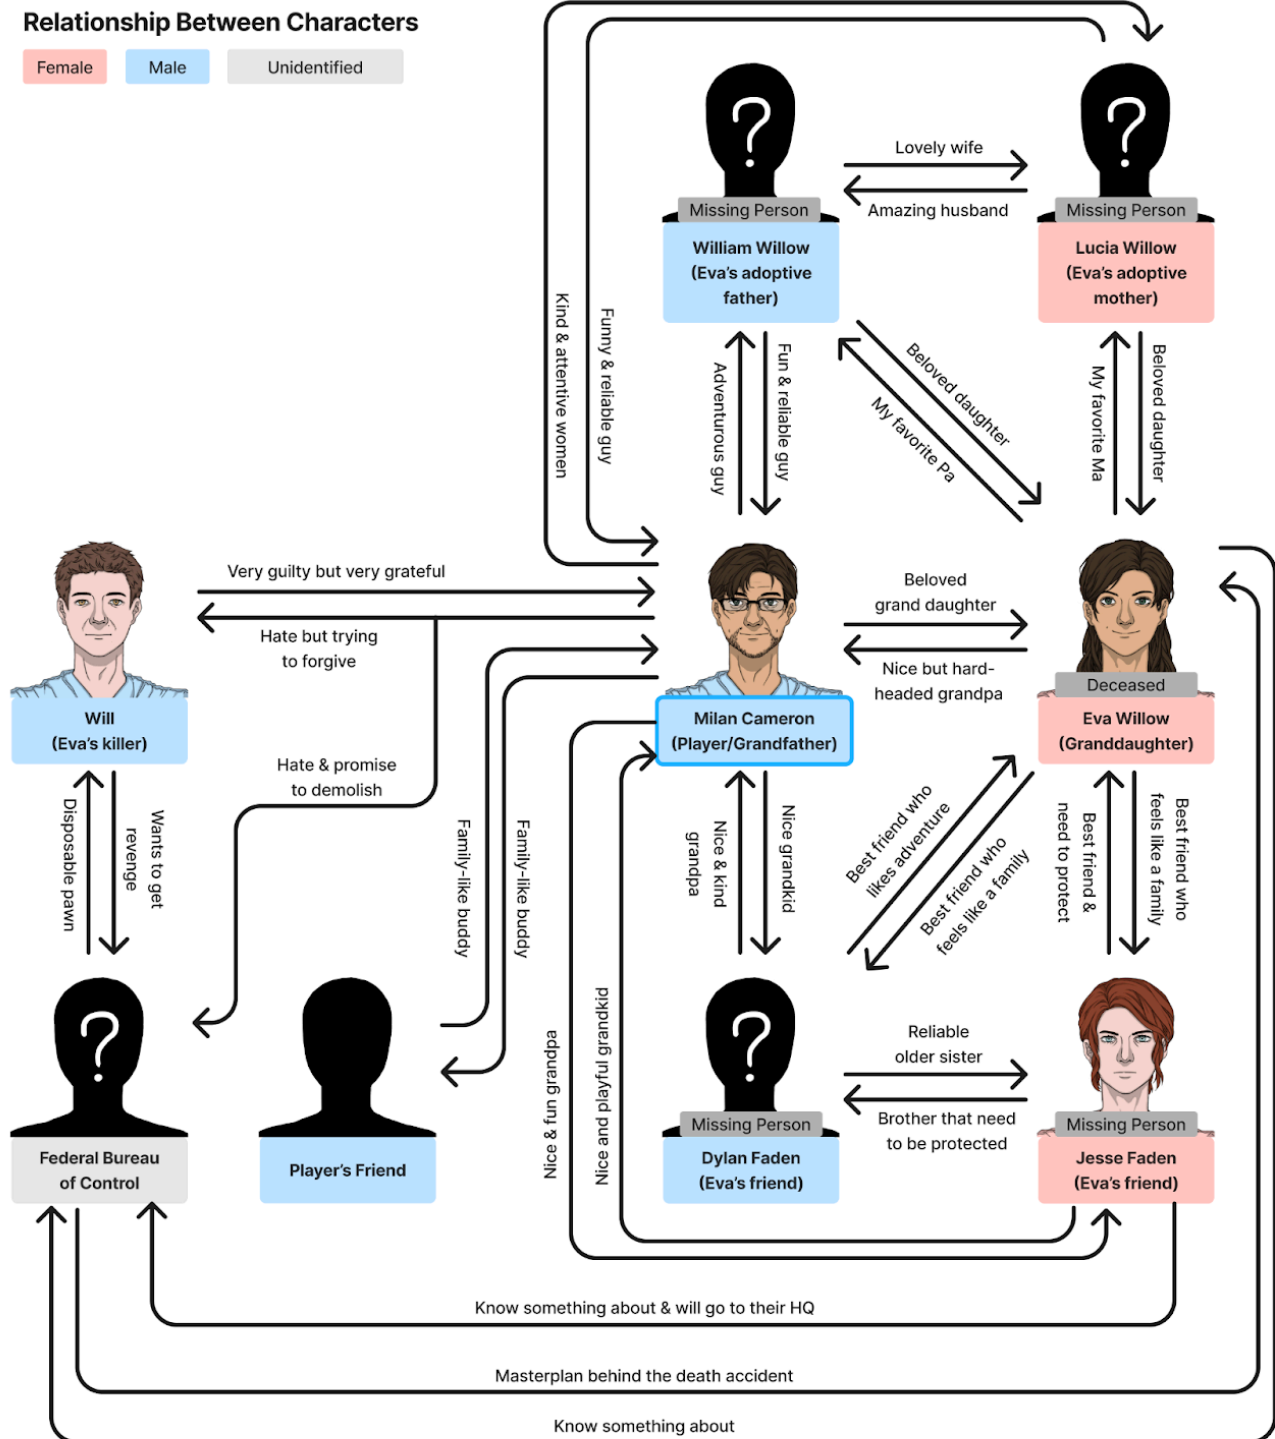 Relationship Between Characters
Female
Male
Unidentified
Lovely wife
Amazing husband
Missing Person
William Willow
(Eva's adoptive
father)
Missing Person
Lucia Willow
(Eva's adoptive
mother)
Kind & attentive women
Funny & reliable guy
Adventurous guy
Fun & reliable guy
Beloved daughter
My favorite Pa
My favorite Ma
Beloved daughter
Very guilty but very grateful
Hate but trying
to forgive
Beloved
grand daughter
Nice but hard-
headed grandpa
Will
(Eva's killer)
Milan Cameron
(Player/Grandfather)
Deceased
Eva Willow
(Granddaughter)
Hate & promise
to demolish
Disposable pawn
Wants to get
revenge
Family-like buddy
Family-like buddy
Nice & kind
grandpa
Nice grandkid
Best friend who
likes adventure
Best friend who
feels like a family
Best friend &
need to protect
Best friend who
feels like a family
Nice & fun grandpa
Nice and playful grandkid
Reliable
older sister
Brother that need
to be protected
Federal Bureau
of Control
Player's Friend
Missing Person
Dylan Faden
(Eva's friend)
Missing Person
Jesse Faden
(Eva's friend)
Know something about & will go to their HQ
Masterplan behind the death accident
Know something about